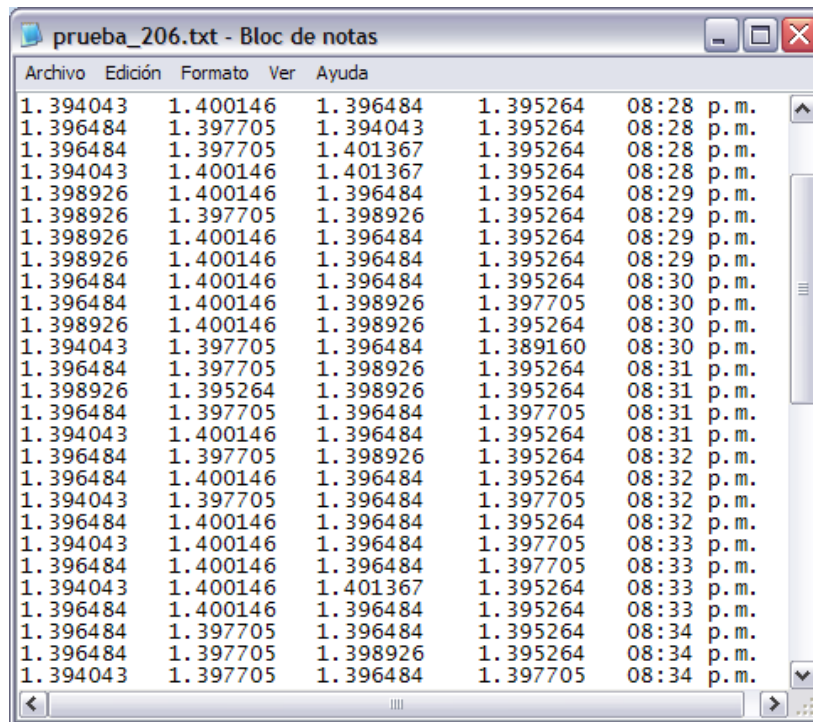 prueba_206.txt - Bloc de notas
Archivo Edición Formato Ver Ayuda
1.394043 1.400146 1.396484 1.395264 08:28 p.m.
1.396484 1.397705 1.394043 1.395264 08:28 p.m.
1.396484 1.397705 1.401367 1.395264 08:28 p.m.
1.394043 1.400146 1.401367 1.395264 08:28 p.m.
1.398926 1.400146 1.396484 1.395264 08:29 p.m.
1.398926 1.397705 1.398926 1.395264 08:29 p.m.
1.398926 1.400146 1.396484 1.395264 08:29 p.m.
1.398926 1.400146 1.396484 1.395264 08:29 p.m.
1.396484 1.400146 1.396484 1.395264 08:30 p.m.
1.396484 1.400146 1.398926 1.397705 08:30 p.m.
1.398926 1.400146 1.398926 1.395264 08:30 p.m.
1.394043 1.397705 1.396484 1.389160 08:30 p.m.
1.396484 1.397705 1.398926 1.395264 08:31 p.m.
1.398926 1.395264 1.398926 1.395264 08:31 p.m.
1.396484 1.397705 1.396484 1.397705 08:31 p.m.
1.394043 1.400146 1.396484 1.395264 08:31 p.m.
1.396484 1.397705 1.398926 1.395264 08:32 p.m.
1.396484 1.400146 1.396484 1.395264 08:32 p.m.
1.394043 1.397705 1.396484 1.397705 08:32 p.m.
1.396484 1.400146 1.396484 1.395264 08:32 p.m.
1.394043 1.400146 1.396484 1.397705 08:33 p.m.
1.396484 1.400146 1.396484 1.397705 08:33 p.m.
1.394043 1.400146 1.401367 1.395264 08:33 p.m.
1.396484 1.400146 1.396484 1.395264 08:33 p.m.
1.396484 1.397705 1.396484 1.395264 08:34 p.m.
1.396484 1.400146 1.398926 1.395264 08:34 p.m.
1.394043 1.397705 1.396484 1.397705 08:34 p.m.